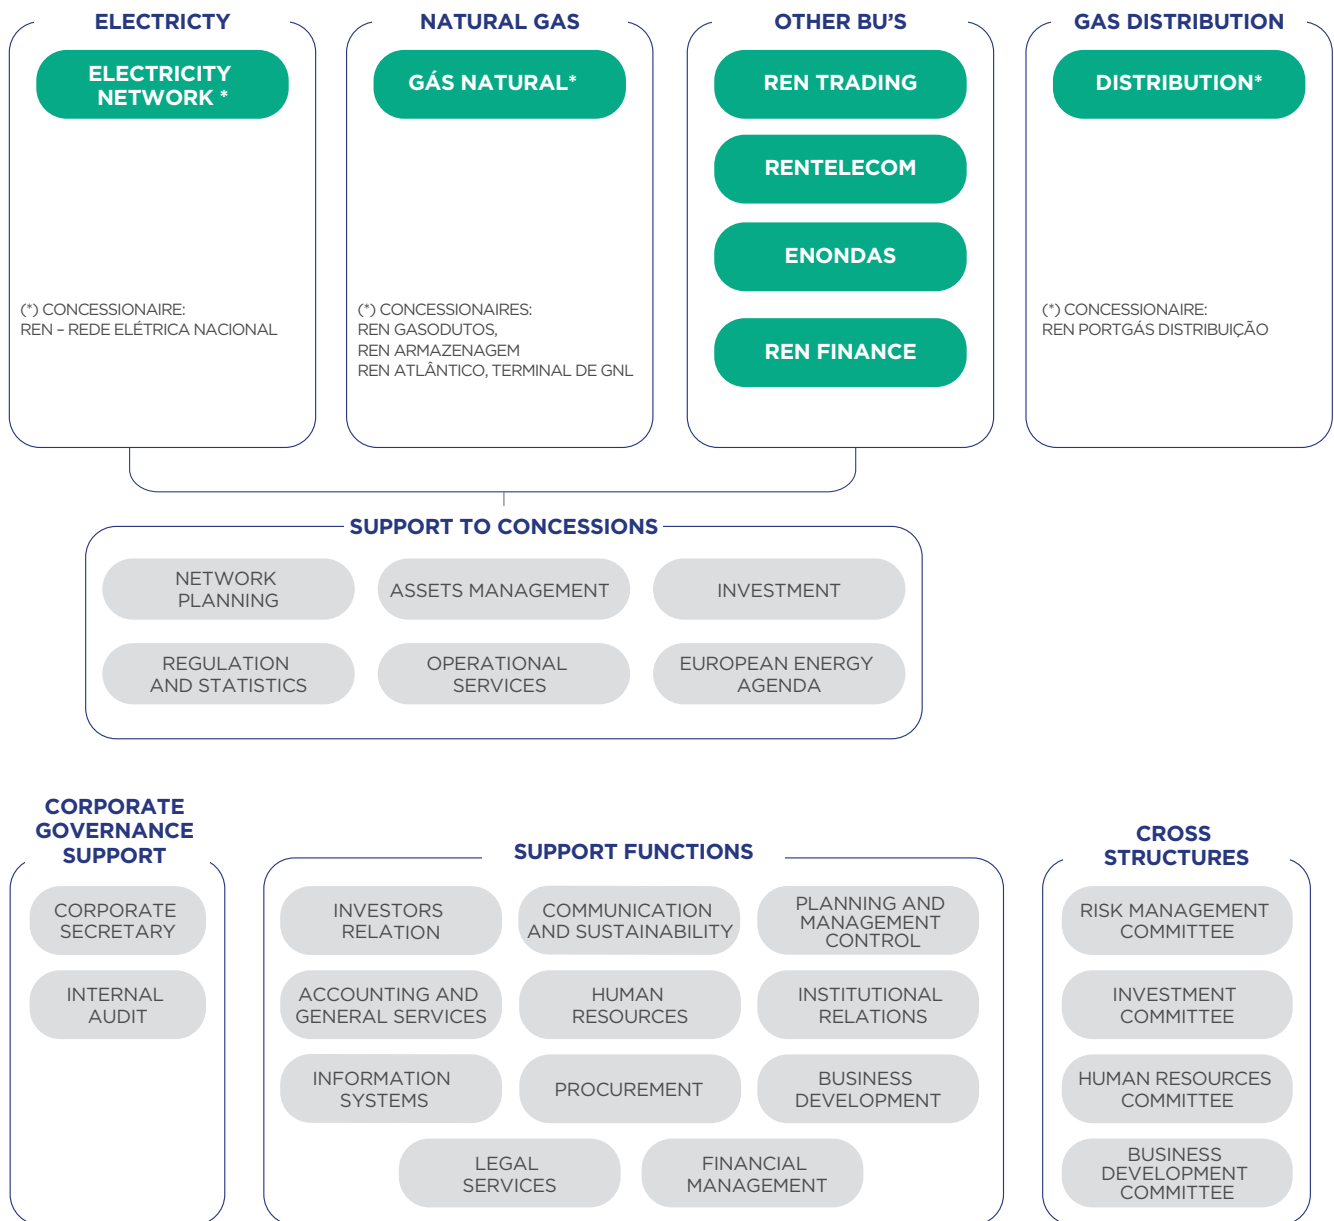 ELECTRICTY
ELECTRICITY
NETWORK *
(*) CONCESSIONAIRE:
REN – REDE ELÉTRICA NACIONAL
NATURAL GAS
GÁS NATURAL*
(*) CONCESSIONAIRES:
REN GASODUTOS,
REN ARMAZENAGEM
REN ATLÂNTICO, TERMINAL DE GNL
OTHER BU’S
REN TRADING
RENTELECOM
ENONDAS
REN FINANCE
GAS DISTRIBUTION
DISTRIBUTION*
(*) CONCESSIONAIRE:
REN PORTGÁS DISTRIBUIÇÃO
SUPPORT TO CONCESSIONS
NETWORK
PLANNING
ASSETS MANAGEMENT
INVESTMENT
REGULATION
AND STATISTICS
OPERATIONAL
SERVICES
EUROPEAN ENERGY
AGENDA
CORPORATE
GOVERNANCE
SUPPORT
CORPORATE
SECRETARY
INTERNAL
AUDIT
SUPPORT FUNCTIONS
INVESTORS
RELATION
COMMUNICATION
AND SUSTAINABILITY
PLANNING AND
MANAGEMENT
CONTROL
ACCOUNTING AND
GENERAL SERVICES
HUMAN
RESOURCES
INSTITUTIONAL
RELATIONS
INFORMATION
SYSTEMS
PROCUREMENT
BUSINESS
DEVELOPMENT
LEGAL
SERVICES
FINANCIAL
MANAGEMENT
CROSS
STRUCTURES
RISK MANAGEMENT
COMMITTEE
INVESTMENT
COMMITTEE
HUMAN RESOURCES
COMMITTEE
BUSINESS
DEVELOPMENT
COMMITTEE